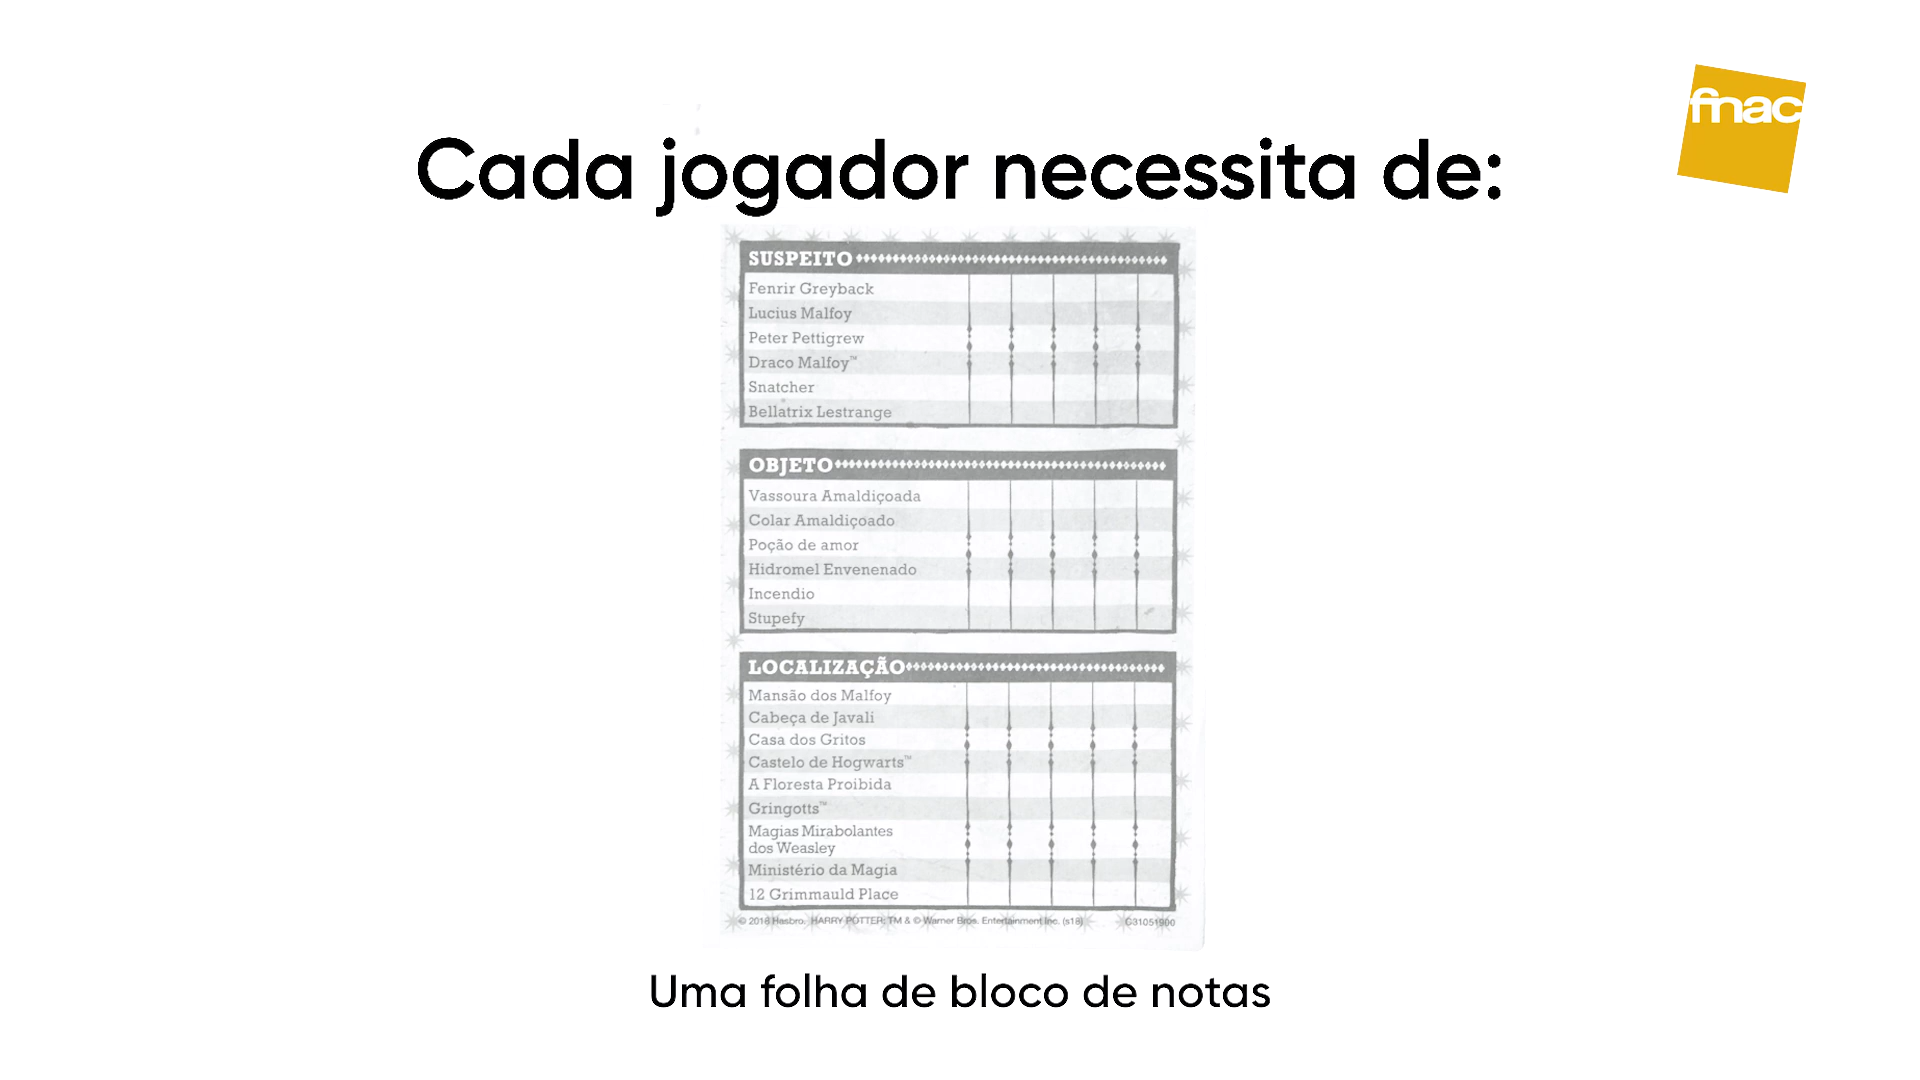 fnac
Cada jogador necessita de:
SUSPEITO
Fenrir Greyback
Lucius Malfoy
Peter Pettigrew
Draco Malfoy™
Snatcher
Bellatrix Lestrange
OBJETO
Vassoura Amaldiçoada
Colar Amaldiçoado
Poção de amor
Hidromel Envenenado
Incendio
Stupefy
LOCALIZAÇÃO
Mansão dos Malfoy
Cabeça de Javali
Casa dos Gritos
Castelo de Hogwarts™
A Floresta Proibida
Gringotts™
Magias Mirabolantes
dos Weasley
Ministério da Magia
12 Grimmauld Place
© 2018 Hasbro. HARRY POTTER: TM & © Warner Bros. Entertainment Inc. (s18)
Uma folha de bloco de notas